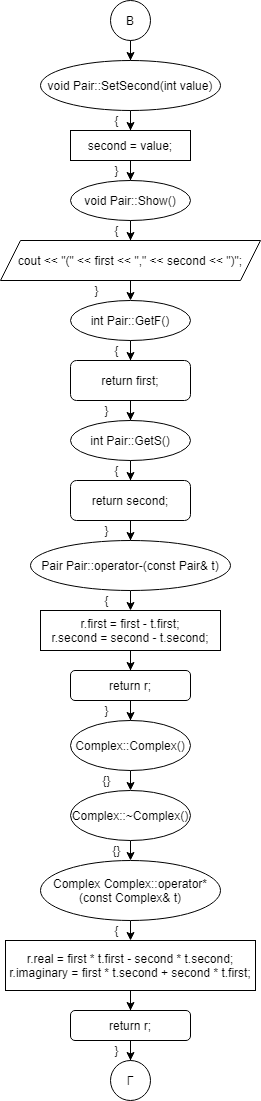 В
void Pair::SetSecond(int value)
{
second = value;
}
void Pair::Show()
{
cout << "(" << first << "," << second << ")";
}
int Pair::GetF()
{
return first;
}
int Pair::GetS()
{
return second;
}
Pair Pair::operator-(const Pair& t)
{
r.first = first - t.first;
r.second = second - t.second;
return r;
}
Complex::Complex()
{}
Complex::~Complex()
{}
Complex Complex::operator*
(const Complex& t)
{
r.real = first * t.first - second * t.second;
r.imaginary = first * t.second + second * t.first;
return r;
}
Г